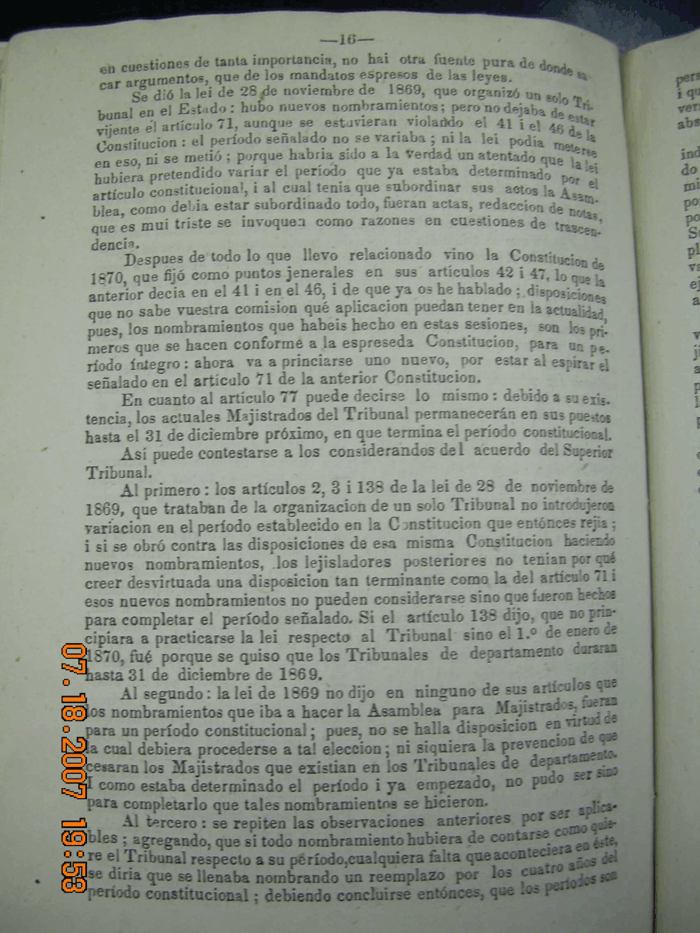 —16—
en cuestiones de tanta importancia, no hai otra fuente pura de donde sa
car argumentos, que de los mandatos espresos de las leyes.
Se dió la lei de 28 de noviembre de 1869, que organizó un solo Tri-
bunal en el Estado: hubo nuevos nombramientos; pero no dejaba de estar
vijente el artículo 71, aunque se estuvieran violando el 41 i el 46 de la
Constitucion: el período señalado no se variaba; ni la lei podia meterse
en eso, ni se metió; porque habria sido a la verdad un atentado que la lei
hubiera pretendido variar el período que ya estaba determinado por el
artículo constitucional, i al cual tenia que subordinar sus actos la Asam-
blea, como debia estar subordinado todo, fueran actas, redaccion de notas,
que es mui triste se invoquen como razones en cuestiones de trascen-
dencia.
Despues de todo lo que llevo relacionado vino la Constitucion de
1870, que fijó como puntos jenerales en sus artículos 42 i 47, lo que la
anterior decia en el 41 i en el 46, i de que ya os he hablado; disposiciones
que no sabe vuestra comision qué aplicacion puedan tener en la actualidad,
pues, los nombramientos que habeis hecho en estas sesiones, son los pri-
meros que se hacen conforme a la espreseda Constitucion, para un pe-
ríodo íntegro: ahora va a princiarse uno nuevo, por estar al espirar el
señalado en el artículo 71 de la anterior Constitucion.
En cuanto al artículo 77 puede decirse lo mismo: debido a su exis-
tencia, los actuales Majistrados del Tribunal permanecerán en sus puestos
hasta el 31 de diciembre próximo, en que termina el período constitucional.
Así puede contestarse a los considerandos del acuerdo del Superior
Tribunal.
Al primero: los artículos 2, 3 i 138 de la lei de 28 de noviembre de
1869, que trataban de la organizacion de un solo Tribunal no introdujeron
variacion en el período establecido en la Constitucion que entónces rejia;
i si se obró contra las disposiciones de esa misma Constitucion haciendo
nuevos nombramientos, los lejisladores posteriores no tenian por qué
creer desvirtuada una disposicion tan terminante como la del artículo 71 i
esos nuevos nombramientos no pueden considerarse sino que fueron hechos
para completar el período señalado. Si el artículo 138 dijo, que no prin-
cipiara a practicarse la lei respecto al Tribunal sino el 1.º de enero de
1870, fué porque se quiso que los Tribunales de departamento duraran
hasta 31 de diciembre de 1869.
Al segundo: la lei de 1869 no dijo en ninguno de sus artículos que
los nombramientos que iba a hacer la Asamblea para Majistrados, fueran
para un período constitucional; pues, no se halla disposicion en virtud de
la cual debiera procederse a tal eleccion; ni siquiera la prevencion de que
cesaran los Majistrados que existian en los Tribunales de departamento.
I como estaba determinado el período i ya empezado, no pudo ser sino
para completarlo que tales nombramientos se hicieron.
Al tercero: se repiten las observaciones anteriores por ser aplica-
bles; agregando, que si todo nombramiento hubiera de contarse como quie-
re el Tribunal respecto a su período, cualquiera falta que aconteciera en éste,
se diria que se llenaba nombrando un reemplazo por los cuatro años del
período constitucional; debiendo concluirse entónces, que los períodos son
07.18.2007 19:53